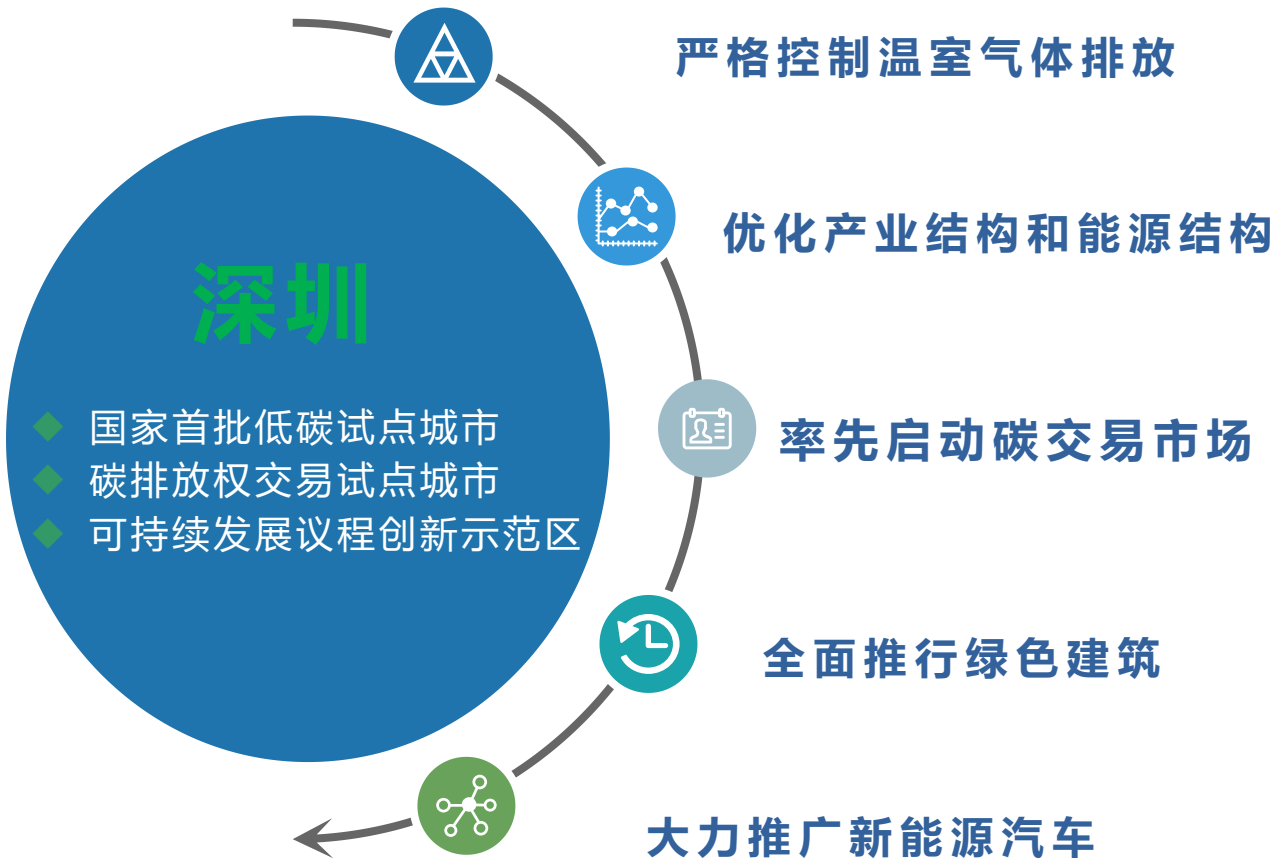 严格控制温室气体排放
优化产业结构和能源结构
深圳
国家首批低碳试点城市
碳排放权交易试点城市
可持续发展议程创新示范区
率先启动碳交易市场
全面推行绿色建筑
大力推广新能源汽车